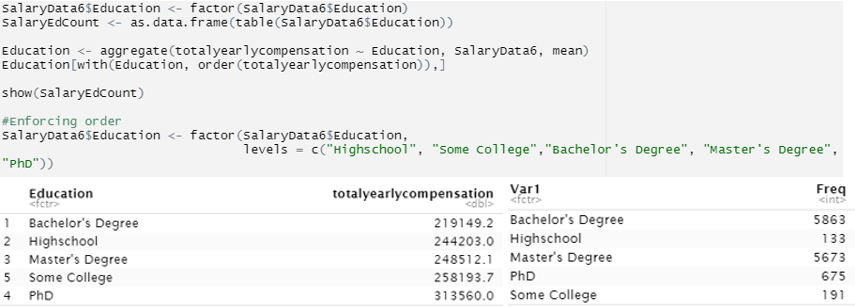 SalaryData6$Education <- factor(SalaryData6$Education)
SalaryEdCount <- as.data.frame(table(SalaryData6$Education))
Education <- aggregate(totalyearlycompensation ~ Education, SalaryData6, mean)
Education[with(Education, order(totalyearlycompensation)),]
show(SalaryEdCount)
#Enforcing order
SalaryData6$Education <- factor(SalaryData6$Education,
levels = c("Highschool", "Some College","Bachelor's Degree", "Master's Degree",
"PhD"))
Education totalyearlycompensation
<fctr> <dbl>
1 Bachelor's Degree 219149.2
2 Highschool 244203.0
3 Master's Degree 248512.1
5 Some College 258193.7
4 PhD 313560.0
Var1 Freq
<fctr> <int>
Bachelor's Degree 5863
Highschool 133
Master's Degree 5673
PhD 675
Some College 191